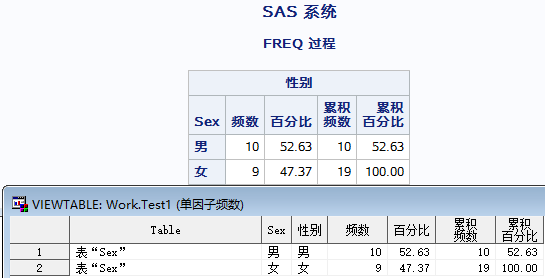 SAS 系统
FREQ 过程
性别
Sex 频数 百分比 累积频数 累积百分比
男 10 52.63 10 52.63
女 9 47.37 19 100.00
VIEWTABLE: Work.Test1 (单因子频数)
Table Sex 性别 频数 百分比 累积频数 累积百分比
1 表“Sex” 男 男 10 52.63 10 52.63
2 表“Sex” 女 女 9 47.37 19 100.00